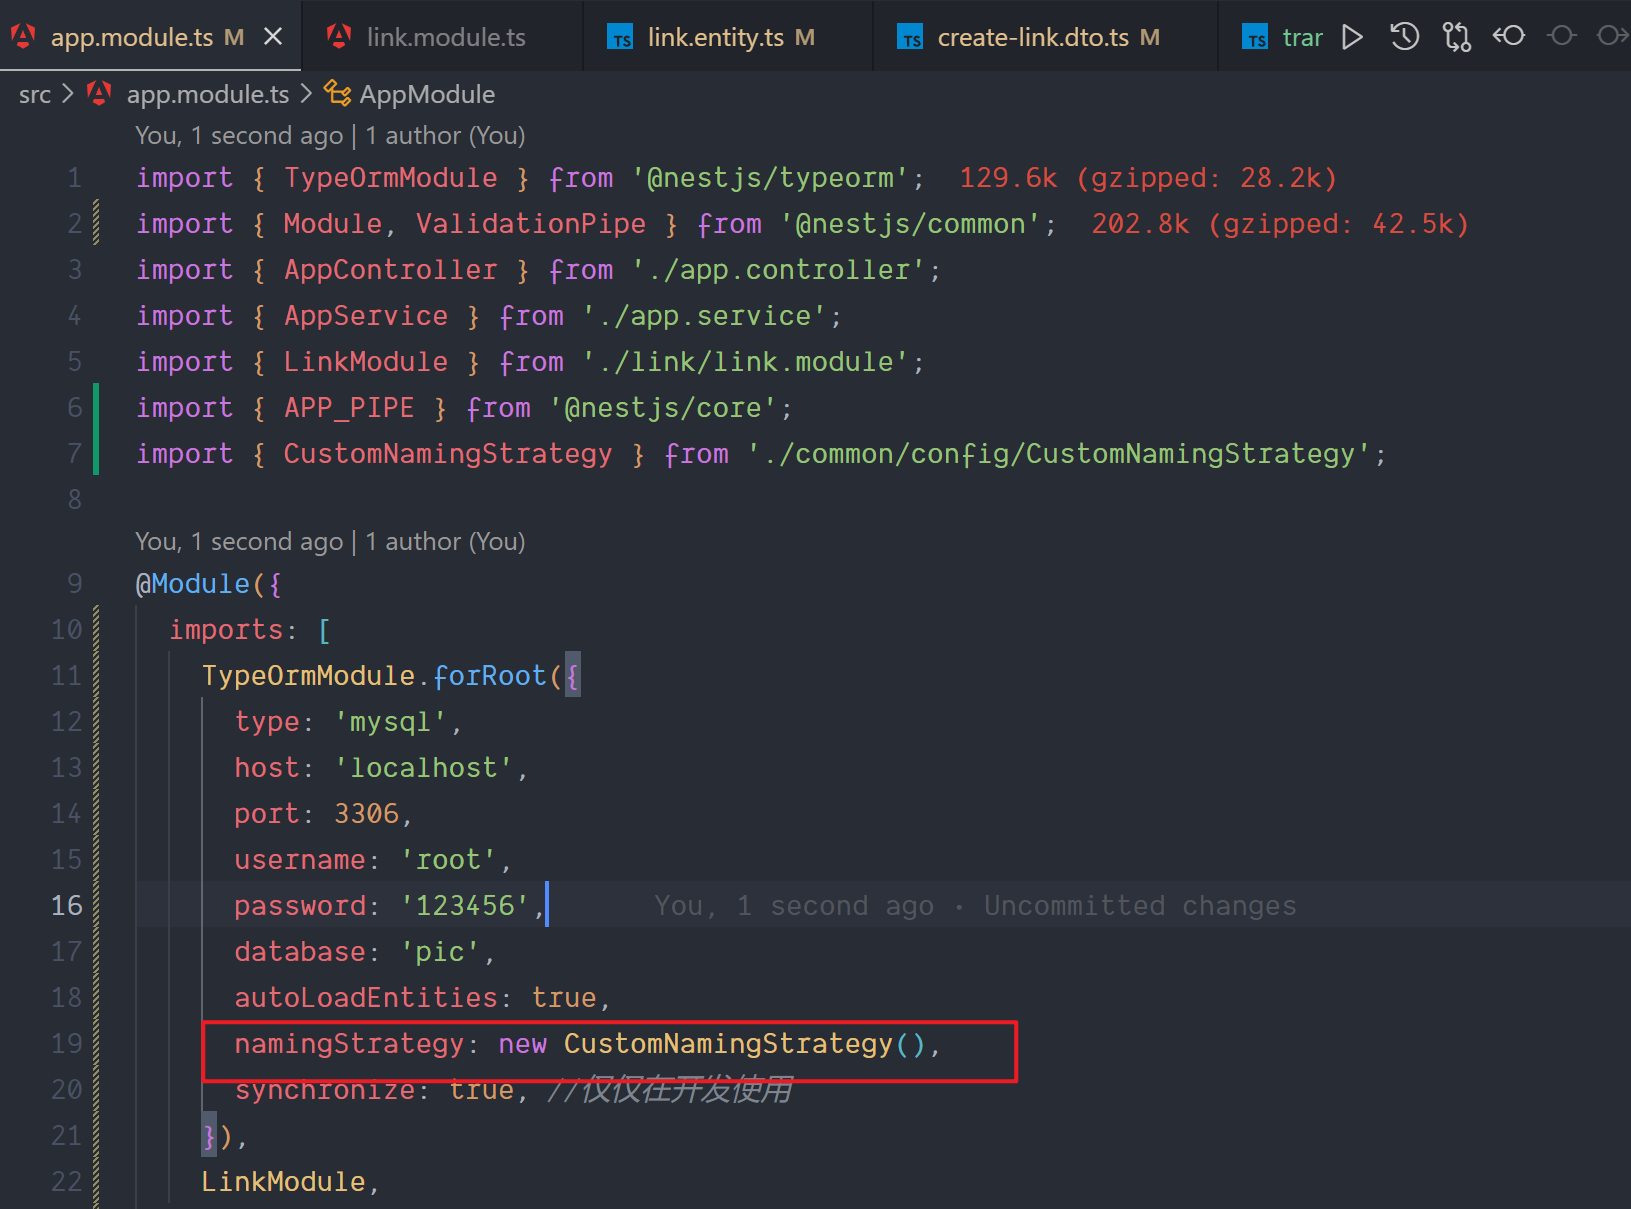 app.module.ts M
link.module.ts
TS link.entity.ts M
TS create-link.dto.ts M
TS trar
src > app.module.ts > AppModule
You, 1 second ago | 1 author (You)
1 import { TypeOrmModule } from '@nestjs/typeorm'; 129.6k (gzipped: 28.2k)
2 import { Module, ValidationPipe } from '@nestjs/common'; 202.8k (gzipped: 42.5k)
3 import { AppController } from './app.controller';
4 import { AppService } from './app.service';
5 import { LinkModule } from './link/link.module';
6 import { APP_PIPE } from '@nestjs/core';
7 import { CustomNamingStrategy } from './common/config/CustomNamingStrategy';
8
You, 1 second ago | 1 author (You)
9 @Module({
10 imports: [
11 TypeOrmModule.forRoot({
12 type: 'mysql',
13 host: 'localhost',
14 port: 3306,
15 username: 'root',
16 password: '123456', You, 1 second ago · Uncommitted changes
17 database: 'pic',
18 autoLoadEntities: true,
19 namingStrategy: new CustomNamingStrategy(),
20 synchronize: true, //仅仅在开发使用
21 }),
22 LinkModule,